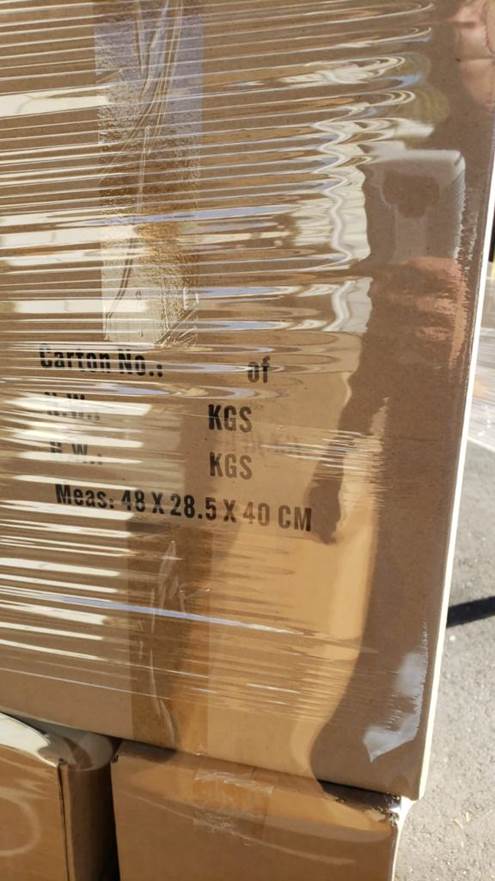 Carton No.: of
N.W.: KGS
KGS
Meas: 48 X 28.5 X 40 CM